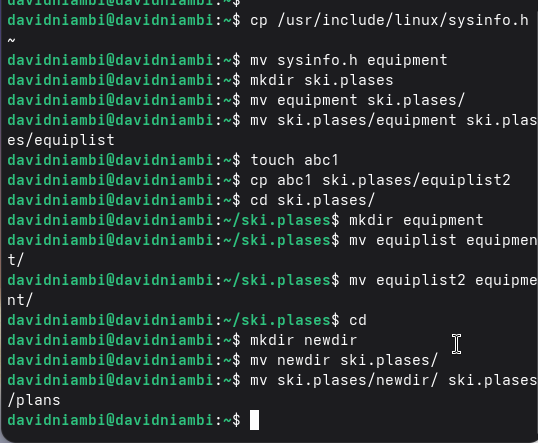 davidniambi@davidniambi:~$
davidniambi@davidniambi:~$ cp /usr/include/linux/sysinfo.h
~
davidniambi@davidniambi:~$ mv sysinfo.h equipment
davidniambi@davidniambi:~$ mkdir ski.plases
davidniambi@davidniambi:~$ mv equipment ski.plases/
davidniambi@davidniambi:~$ mv ski.plases/equipment ski.plas
es/equiplist
davidniambi@davidniambi:~$ touch abc1
davidniambi@davidniambi:~$ cp abc1 ski.plases/equiplist2
davidniambi@davidniambi:~$ cd ski.plases/
davidniambi@davidniambi:~/ski.plases$ mkdir equipment
davidniambi@davidniambi:~/ski.plases$ mv equiplist equipmen
t/
davidniambi@davidniambi:~/ski.plases$ mv equiplist2 equipme
nt/
davidniambi@davidniambi:~/ski.plases$ cd
davidniambi@davidniambi:~$ mkdir newdir
davidniambi@davidniambi:~$ mv newdir ski.plases/
davidniambi@davidniambi:~$ mv ski.plases/newdir/ ski.plases
/plans
davidniambi@davidniambi:~$